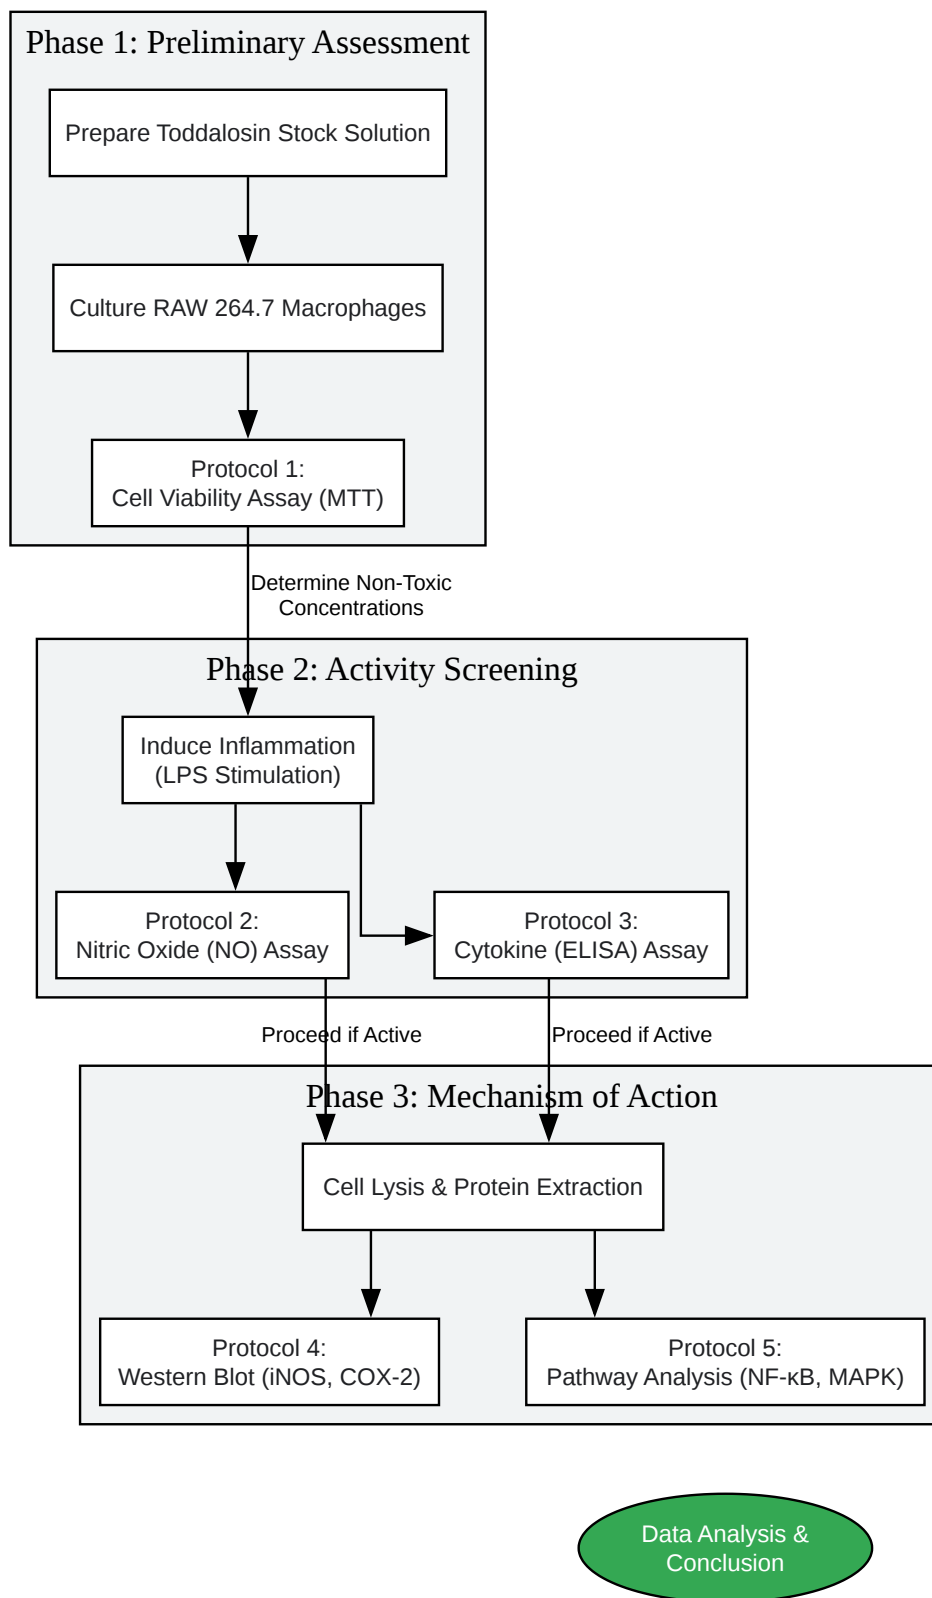 Phase 1: Preliminary Assessment
Prepare Toddalosin Stock Solution
Culture RAW 264.7 Macrophages
Protocol 1:
Cell Viability Assay (MTT)
Determine Non-Toxic
Concentrations
Phase 2: Activity Screening
Induce Inflammation
(LPS Stimulation)
Protocol 2:
Nitric Oxide (NO) Assay
Protocol 3:
Cytokine (ELISA) Assay
Proceed if Active
Proceed if Active
Phase 3: Mechanism of Action
Cell Lysis & Protein Extraction
Protocol 4:
Western Blot (iNOS, COX-2)
Protocol 5:
Pathway Analysis (NF-κB, MAPK)
Data Analysis &
Conclusion